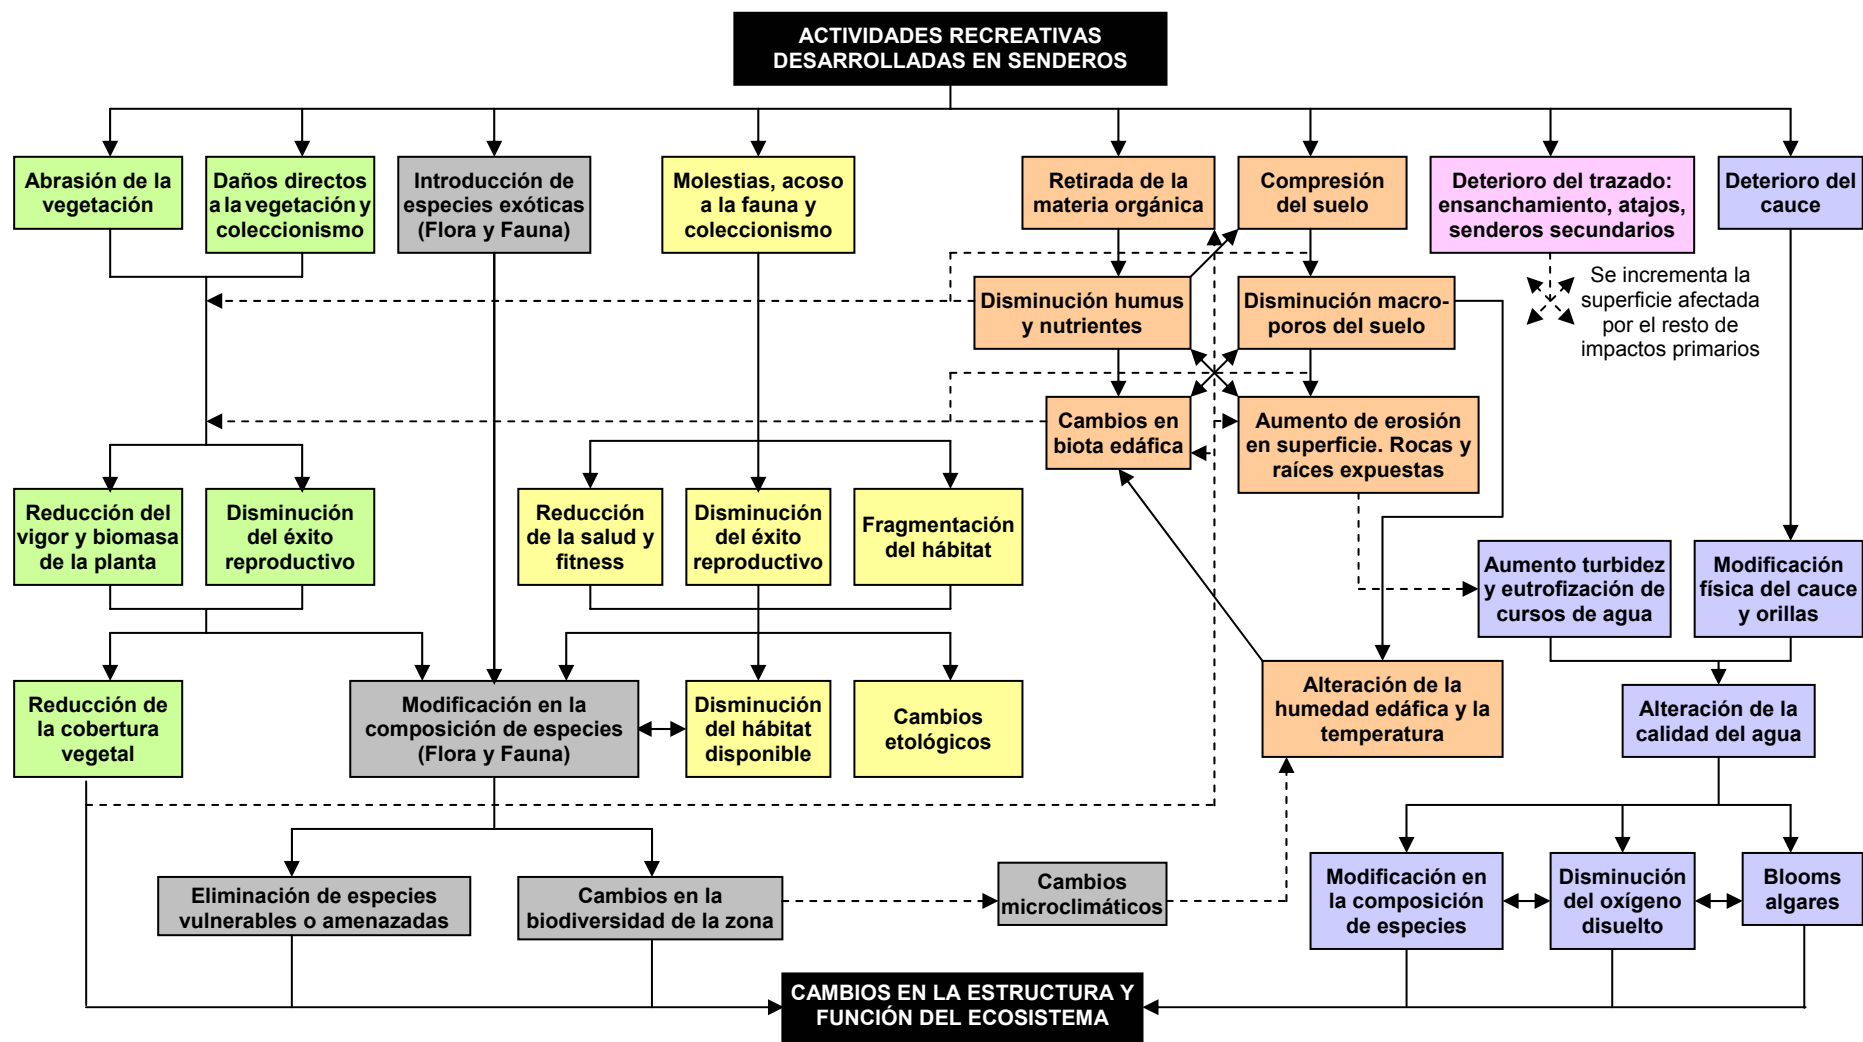 ACTIVIDADES RECREATIVAS
DESARROLLADAS EN SENDEROS
Abrasión de la
vegetación
Daños directos
a la vegetación y
coleccionismo
Introducción de
especies exóticas
(Flora y Fauna)
Molestias, acoso
a la fauna y
coleccionismo
Retirada de la
materia orgánica
Compresión
del suelo
Deterioro del trazado:
ensanchamiento, atajos,
senderos secundarios
Deterioro del
cauce
Se incrementa la
superficie afectada
por el resto de
impactos primarios
Disminución humus
y nutrientes
Disminución macro-
poros del suelo
Cambios en
biota edáfica
Aumento de erosión
en superficie. Rocas y
raíces expuestas
Reducción del
vigor y biomasa
de la planta
Disminución
del éxito
reproductivo
Reducción
de la salud y
fitness
Disminución
del éxito
reproductivo
Fragmentación
del hábitat
Aumento turbidez
y eutrofización de
cursos de agua
Modificación
física del cauce
y orillas
Reducción de
la cobertura
vegetal
Modificación en la
composición de especies
(Flora y Fauna)
Disminución
del hábitat
disponible
Cambios
etológicos
Alteración de la
humedad edáfica y la
temperatura
Alteración de la
calidad del agua
Eliminación de especies
vulnerables o amenazadas
Cambios en la
biodiversidad de la zona
Cambios
microclimáticos
Modificación en
la composición
de especies
Disminución
del oxígeno
disuelto
Blooms
algares
CAMBIOS EN LA ESTRUCTURA Y
FUNCIÓN DEL ECOSISTEMA